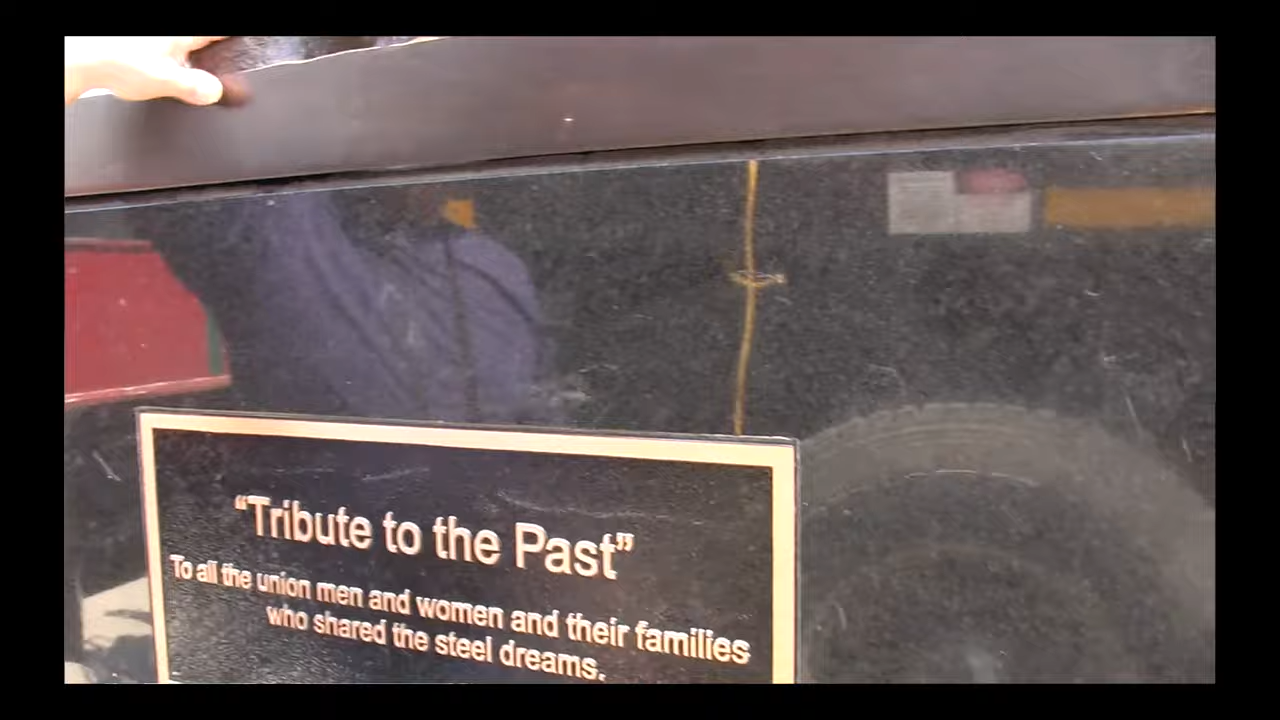 “Tribute to the Past”
To all the union men and women and their families
who shared the steel dreams.